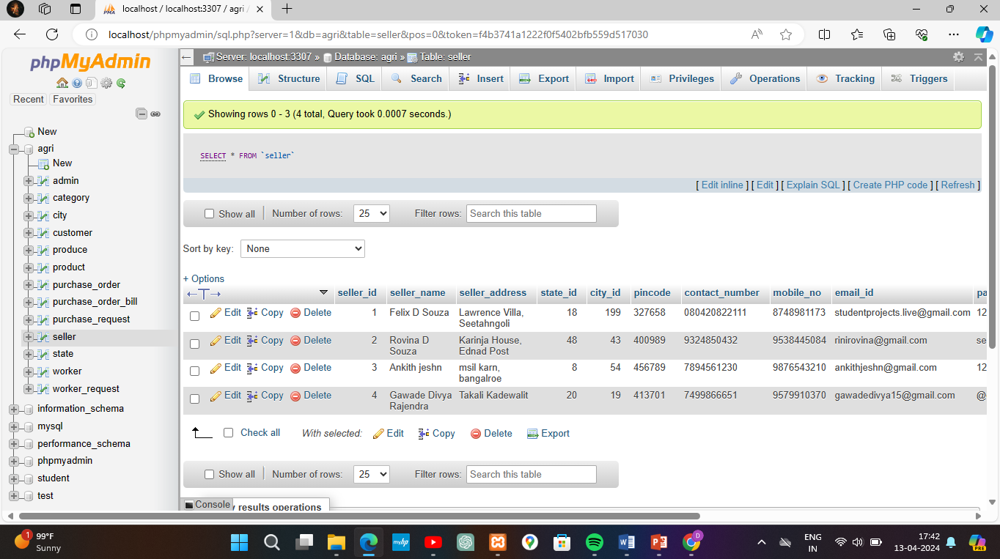 localhost / localhost:3307 / agri /
localhost/phpmyadmin/sql.php?server=1&db=agri&table=seller&pos=0&token=f4b3741a1222f0f5402bfb559d517030
phpMyAdmin
Recent Favorites
New
agri
New
admin
category
city
customer
produce
product
purchase_order
purchase_order_bill
purchase_request
seller
state
worker
worker_request
information_schema
mysql
performance_schema
phpmyadmin
student
test
Server: localhost:3307 » Database: agri » Table: seller
Browse Structure SQL Search Insert Export Import Privileges Operations Tracking Triggers
Showing rows 0 - 3 (4 total, Query took 0.0007 seconds.)
SELECT * FROM `seller`
[ Edit inline ] [ Edit ] [ Explain SQL ] [ Create PHP code ] [ Refresh ]
Show all Number of rows: 25 Filter rows: Search this table
Sort by key: None
+ Options
←T→ seller_id seller_name seller_address state_id city_id pincode contact_number mobile_no email_id pa
Edit Copy Delete 1 Felix D Souza Lawrence Villa, 18 199 327658 080420822111 8748981173 studentprojects.live@gmail.com 12
Seetahngoli
Edit Copy Delete 2 Rovina D Karinja House, 48 43 400989 9324850432 9538445084 rinirovina@gmail.com se
Souza Ednad Post
Edit Copy Delete 3 Ankith jeshn msil karn, 8 54 456789 7894561230 9876543210 ankithjeshn@gmail.com 12
bangalroe
Edit Copy Delete 4 Gawade Divya Takali Kadewalit 20 19 413701 7499866651 9579910370 gawadedivya15@gmail.com @
Rajendra
Check all With selected: Edit Copy Delete Export
Show all Number of rows: 25 Filter rows: Search this table
Console y results operations
1 99°F
Sunny
myhp
D
ENG
IN
17:42
13-04-2024
PRE